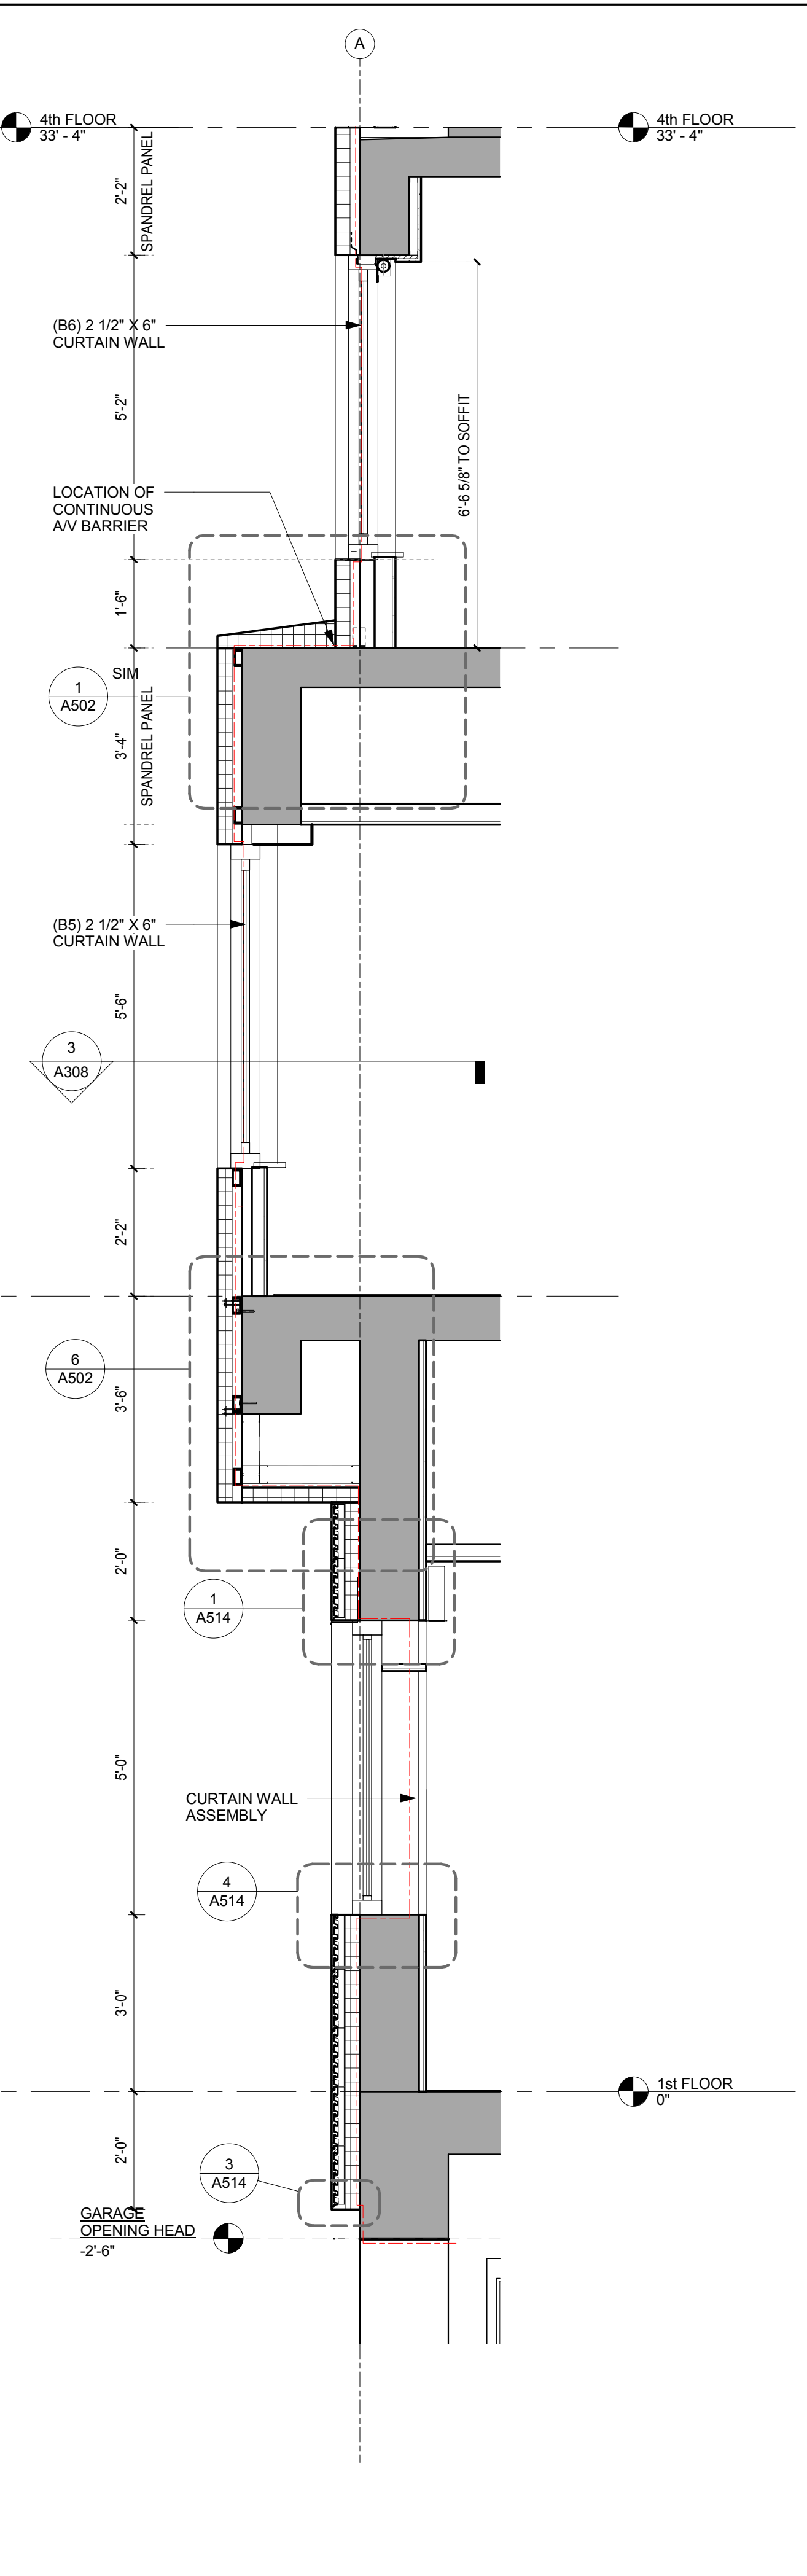 A
4th FLOOR
33' - 4"
4th FLOOR
33' - 4"
2'-2"
SPANDREL PANEL
(B6) 2 1/2" X 6"
CURTAIN WALL
5'-2"
6'-6 5/8" TO SOFFIT
LOCATION OF
CONTINUOUS
A/V BARRIER
1'-6"
SIM
1
A502
3'-4"
SPANDREL PANEL
(B5) 2 1/2" X 6"
CURTAIN WALL
5'-6"
3
A308
2'-2"
6
A502
3'-6"
2'-0"
1
A514
5'-0"
CURTAIN WALL
ASSEMBLY
4
A514
3'-0"
1st FLOOR
0"
2'-0"
3
A514
GARAGE
OPENING HEAD
-2'-6"